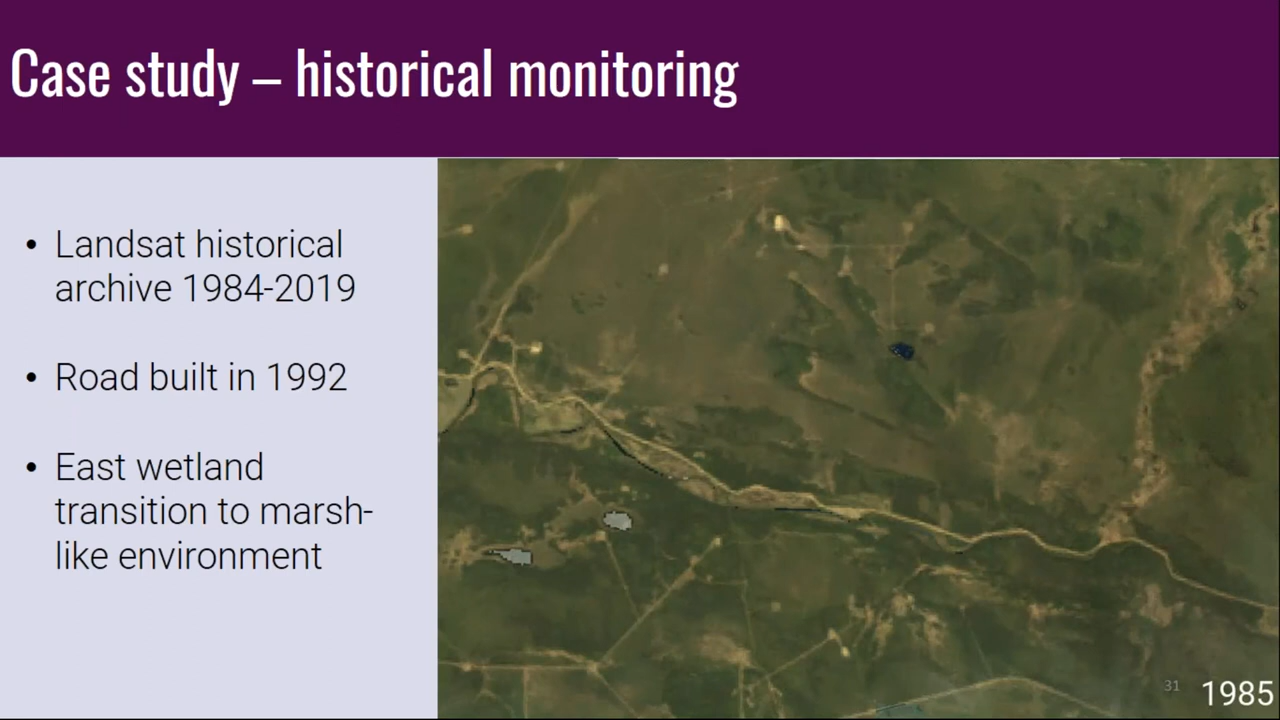 Case study – historical monitoring
• Landsat historical
archive 1984-2019
• Road built in 1992
• East wetland
transition to marsh-
like environment
31
1985